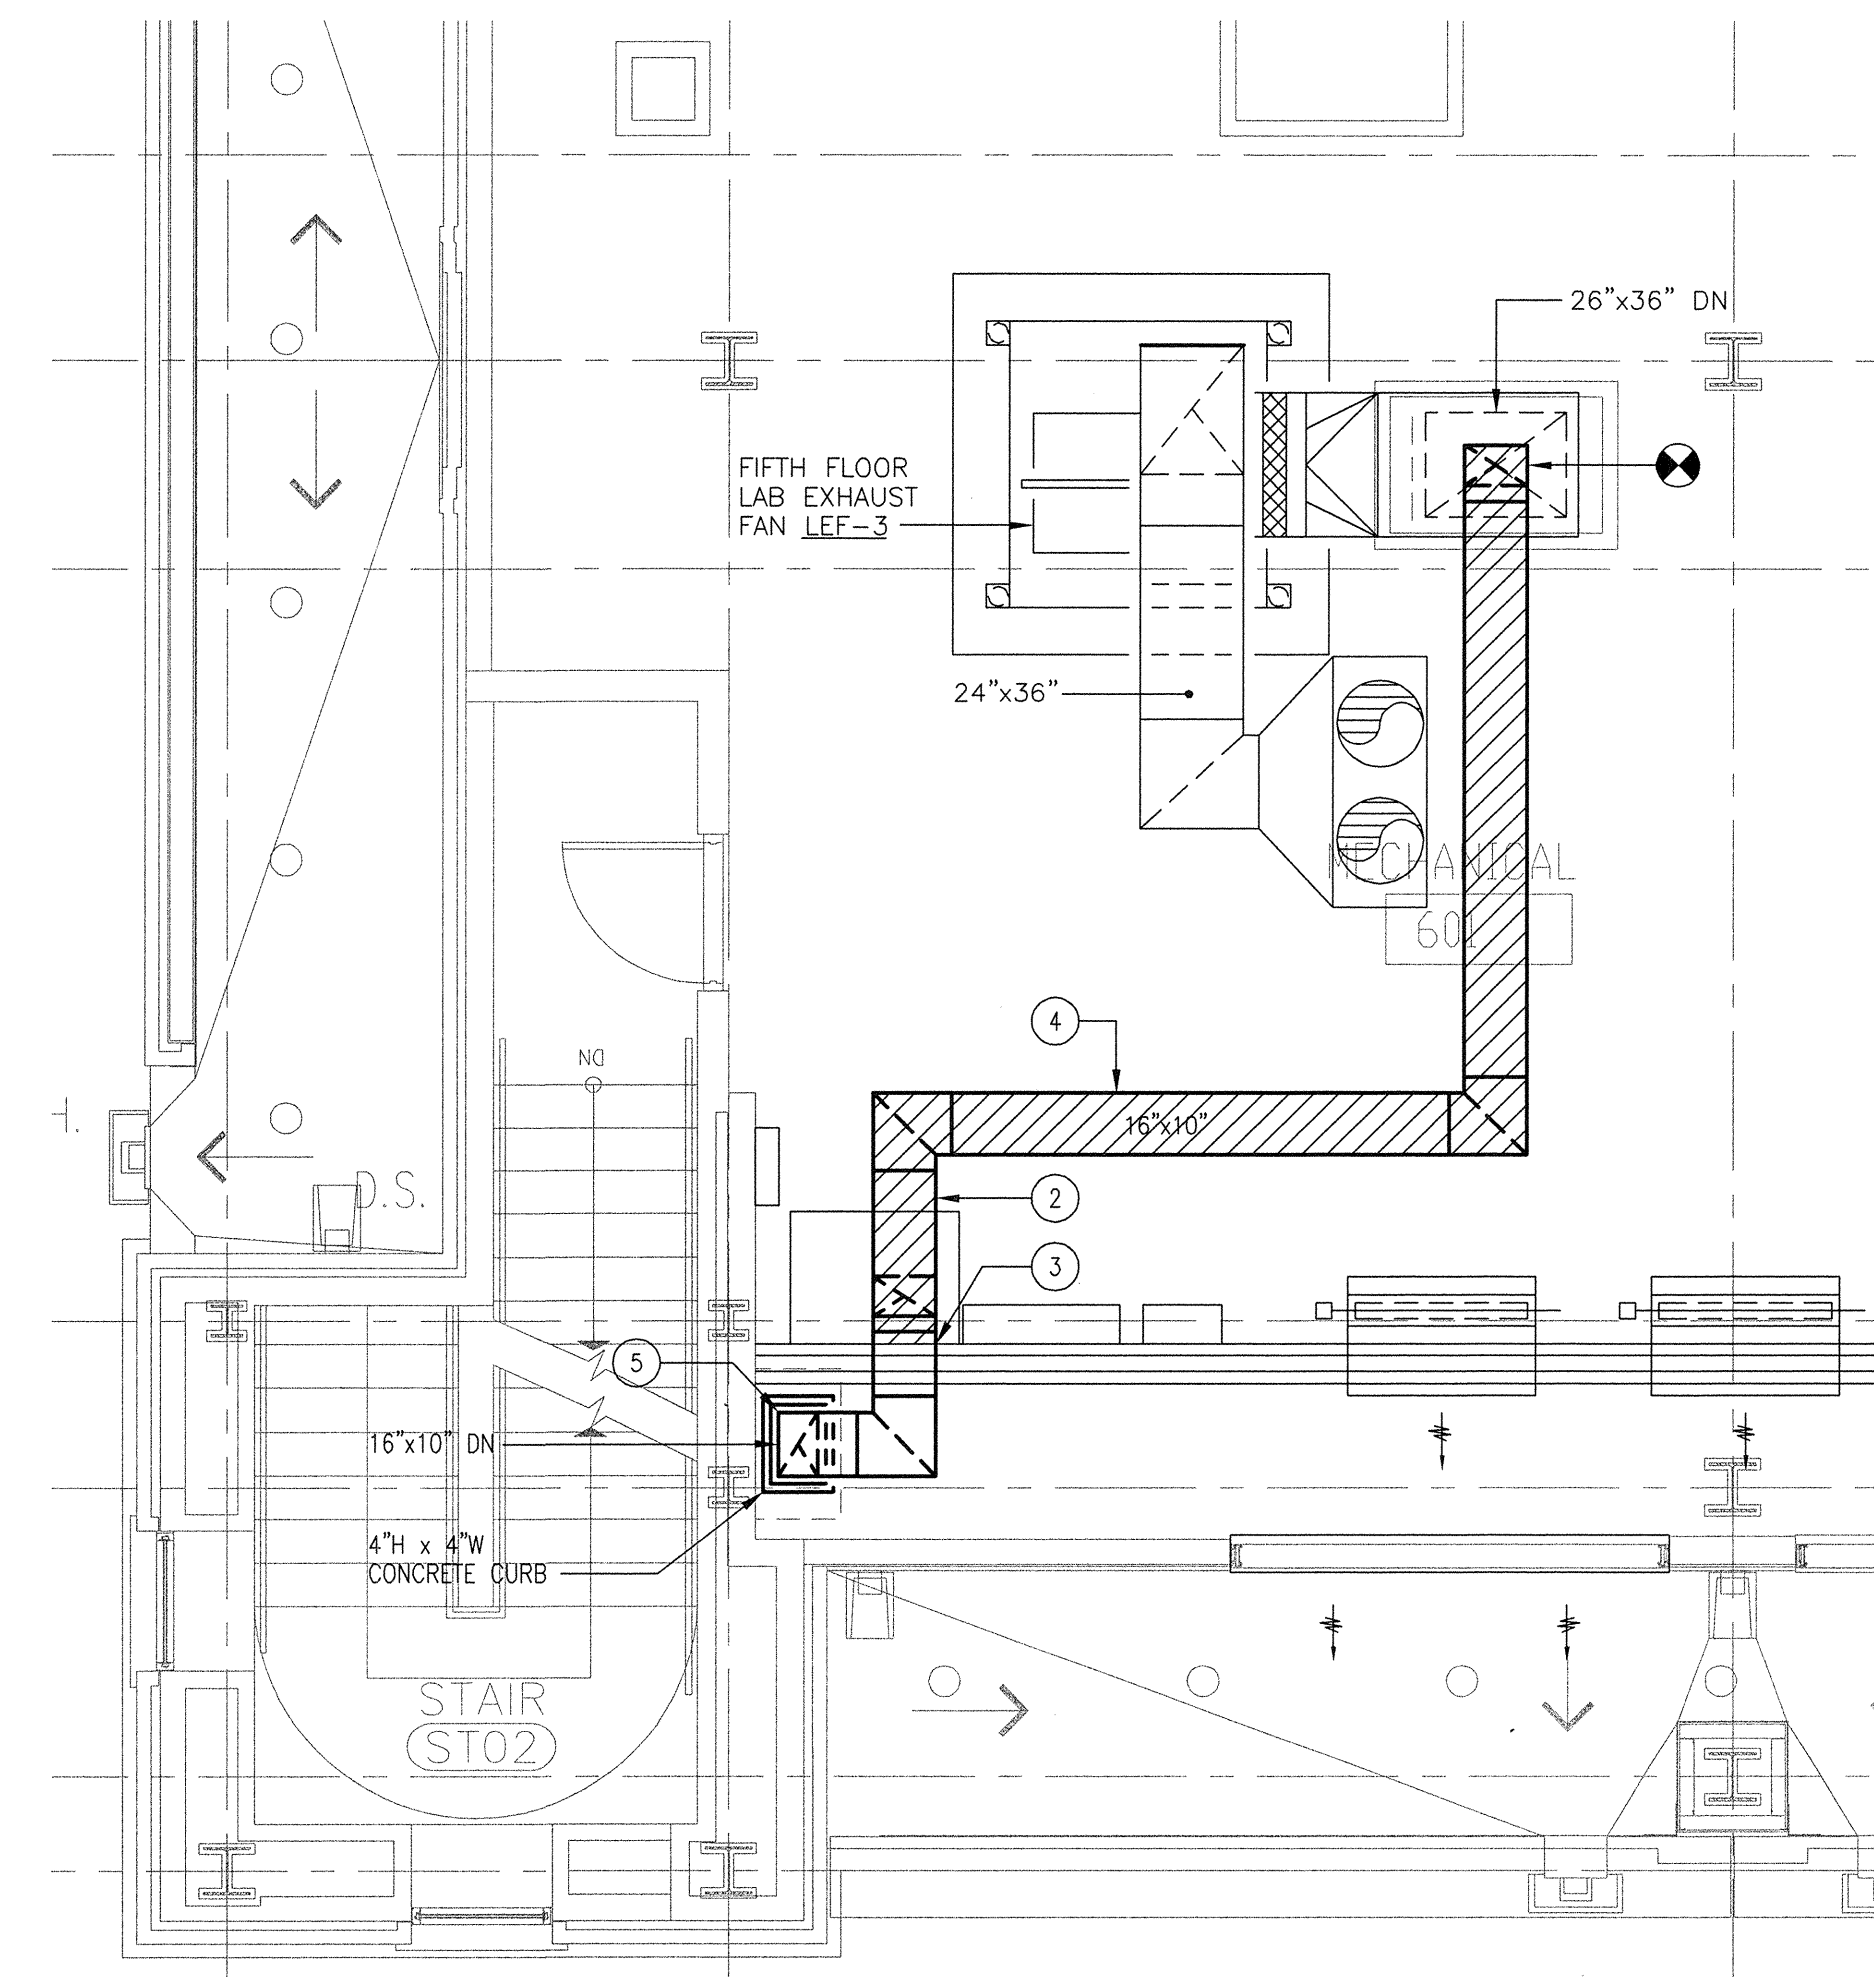 26"x36" DN
FIFTH FLOOR
LAB EXHAUST
FAN LEF-3
24"x36"
MECHANICAL
601
4
DN
16"x10"
D.S.
2
3
5
16"x10" DN
4"H x 4"W
CONCRETE CURB
STAIR
ST02